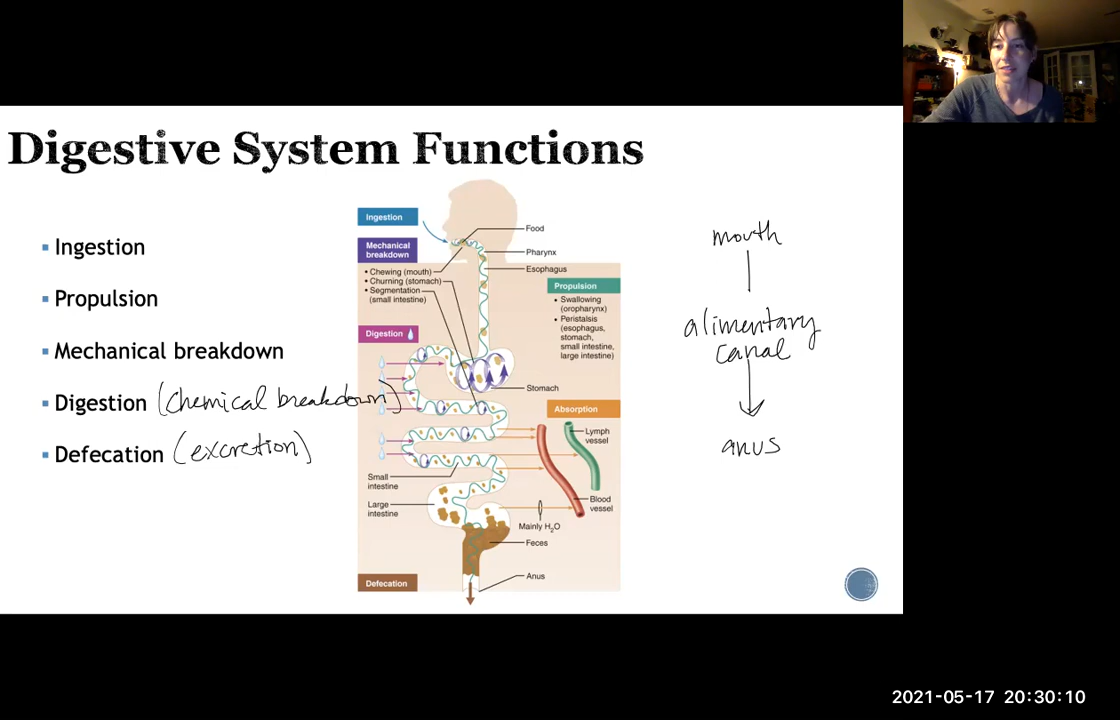 Digestive System Functions
▪ Ingestion
▪ Propulsion
▪ Mechanical breakdown
▪ Digestion (chemical breakdown)
▪ Defecation (excretion)
Ingestion
Food
Mechanical
breakdown
Pharynx
Esophagus
• Chewing (mouth)
• Churning (stomach)
• Segmentation
(small intestine)
Propulsion
• Swallowing
(oropharynx)
• Peristalsis
(esophagus,
stomach,
small intestine,
large intestine)
Digestion
Stomach
Absorption
Lymph
vessel
Small
intestine
Large
intestine
Blood
vessel
Mainly H₂O
Feces
Anus
Defecation
mouth
alimentary
canal
anus
2021-05-17 20:30:10